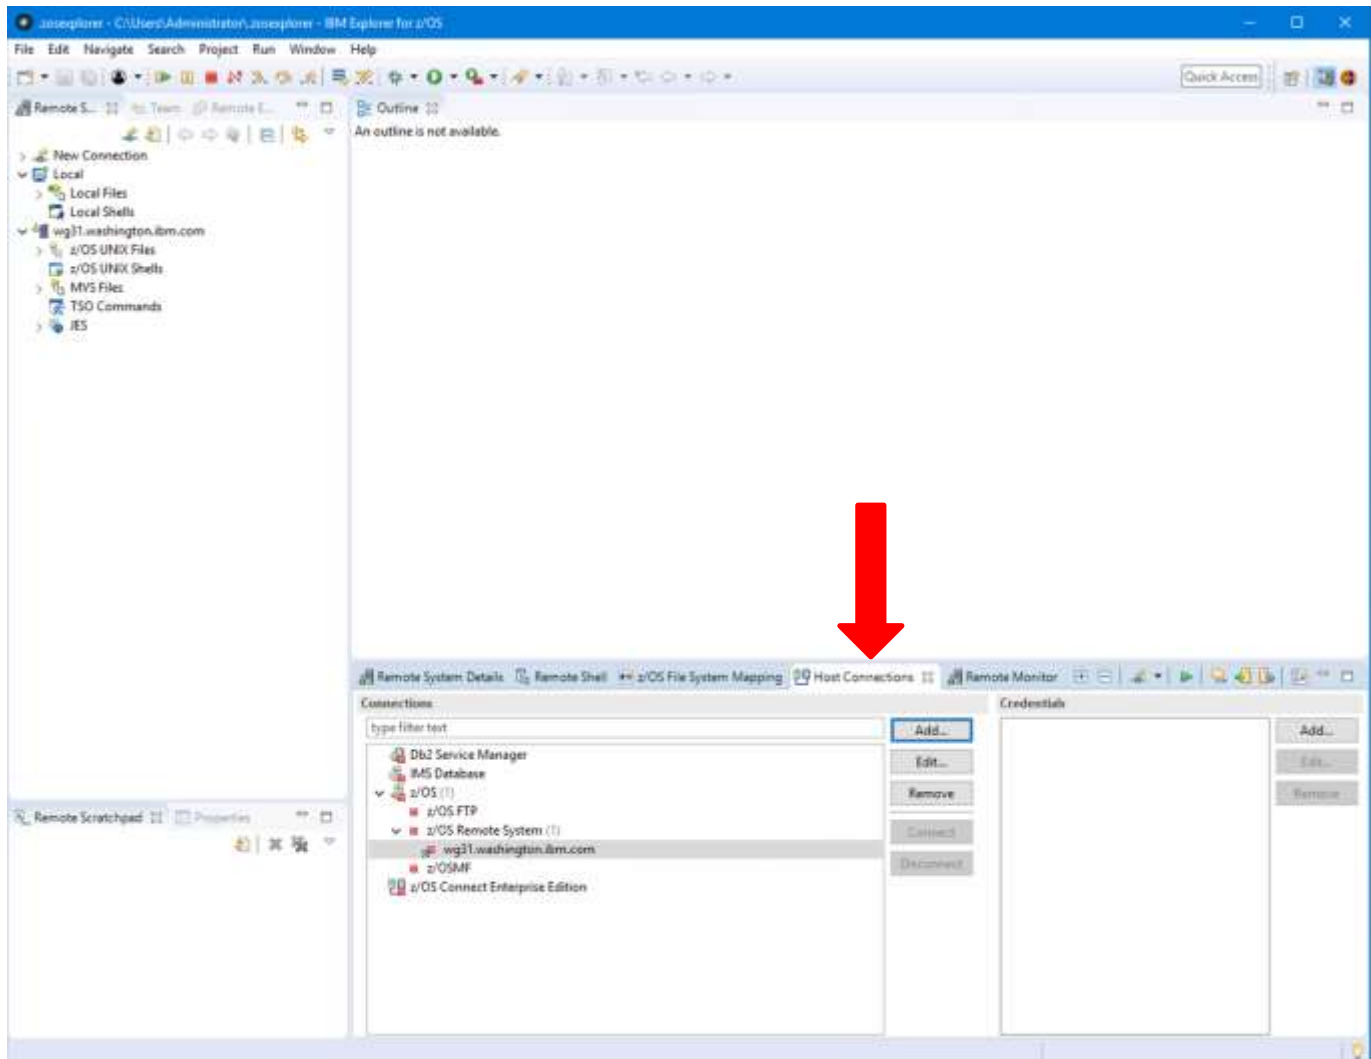 .zosexplorer - C:\Users\Administrator\.zosexplorer - IBM Explorer for z/OS
File Edit Navigate Search Project Run Window Help
Quick Access
Remote S... Team Remote E...
Outline
An outline is not available.
New Connection
Local
Local Files
Local Shells
wg31.washington.ibm.com
z/OS UNIX Files
z/OS UNIX Shells
MVS Files
TSO Commands
JES
Remote Scratchpad Properties
Remote System Details Remote Shell z/OS File System Mapping Host Connections Remote Monitor
Connections
type filter text
Add...
Edit...
Remove
Connect
Disconnect
Db2 Service Manager
IMS Database
z/OS (1)
z/OS FTP
z/OS Remote System (1)
wg31.washington.ibm.com
z/OSMF
z/OS Connect Enterprise Edition
Credentials
Add...
Edit...
Remove